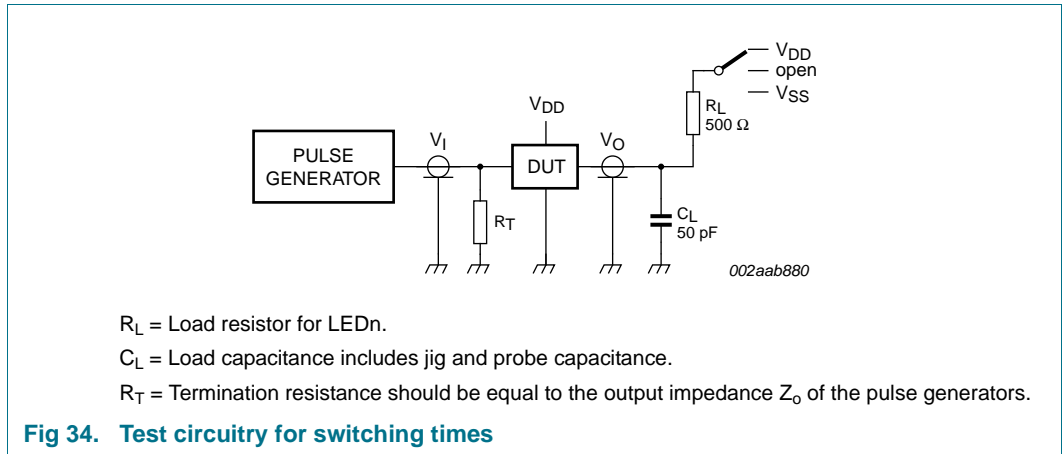 VDD
open
VSS
RL
500 Ω
VDD
VI
VO
PULSE
GENERATOR
DUT
RT
CL
50 pF
002aab880
RL = Load resistor for LEDn.
CL = Load capacitance includes jig and probe capacitance.
RT = Termination resistance should be equal to the output impedance Zo of the pulse generators.
Fig 34. Test circuitry for switching times